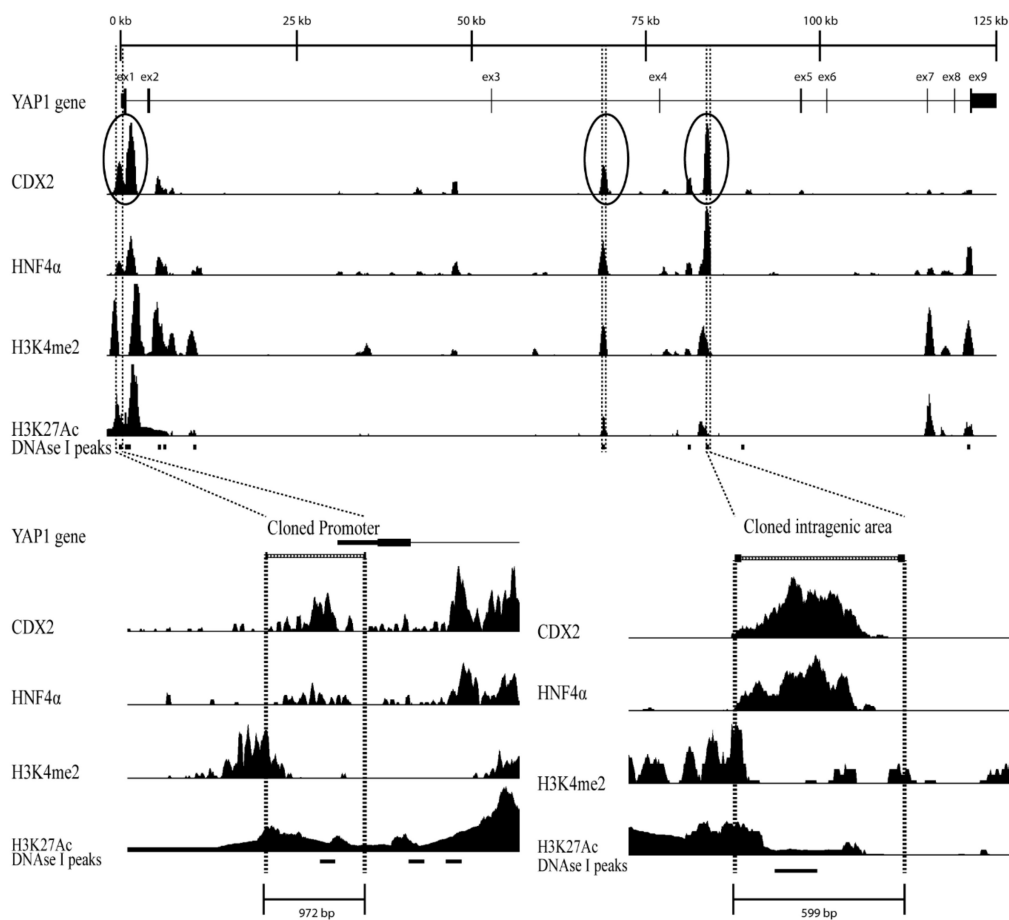 0 kb 25 kb 50 kb 75 kb 100 kb 125 kb
ex1 ex2 ex3 ex4 ex5 ex6 ex7 ex8 ex9
YAP1 gene
CDX2
HNF4α
H3K4me2
H3K27Ac
DNAse I peaks
Cloned Promoter
YAP1 gene
CDX2
HNF4α
H3K4me2
H3K27Ac
DNAse I peaks
972 bp
Cloned intragenic area
CDX2
HNF4α
H3K4me2
H3K27Ac
DNAse I peaks
599 bp